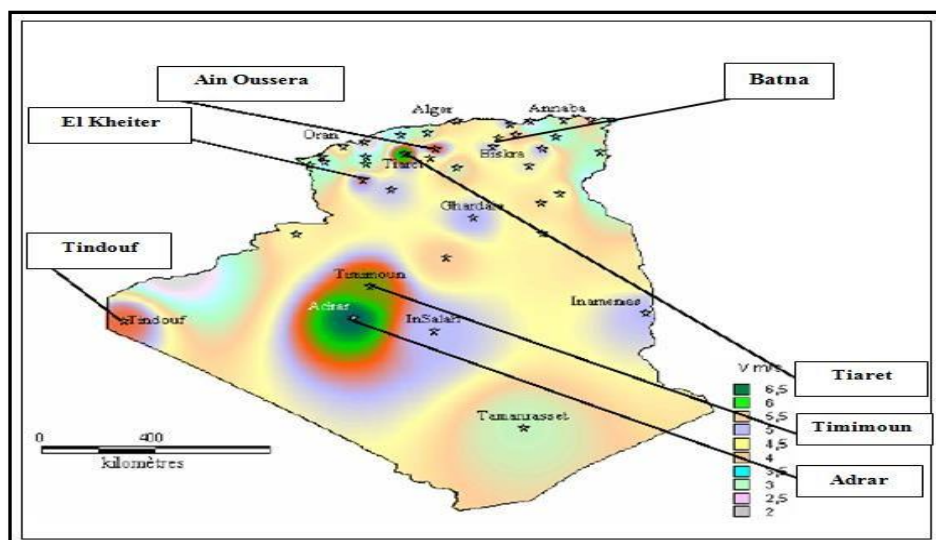 Ain Oussera
Batna
Alger
Annaba
El Kheiter
Oran
Tiaret
Biskra
Ghardaia
Tindouf
Timimoun
Adrar
Inamenas
Tindouf
InSalah
V m/s
Tiaret
6,5
6
5,5
Tamanrasset
5
Timimoun
4,5
0 400
4
kilomètres
3,5
Adrar
3
2,5
2